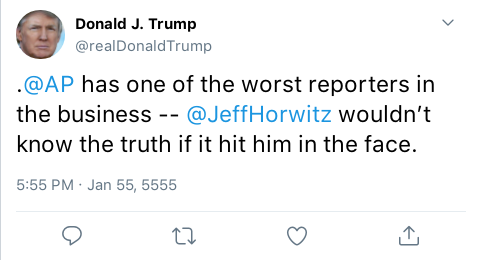 Donald J. Trump
@realDonaldTrump
.@AP has one of the worst reporters in
the business -- @JeffHorwitz wouldn’t
know the truth if it hit him in the face.
5:55 PM · Jan 55, 5555